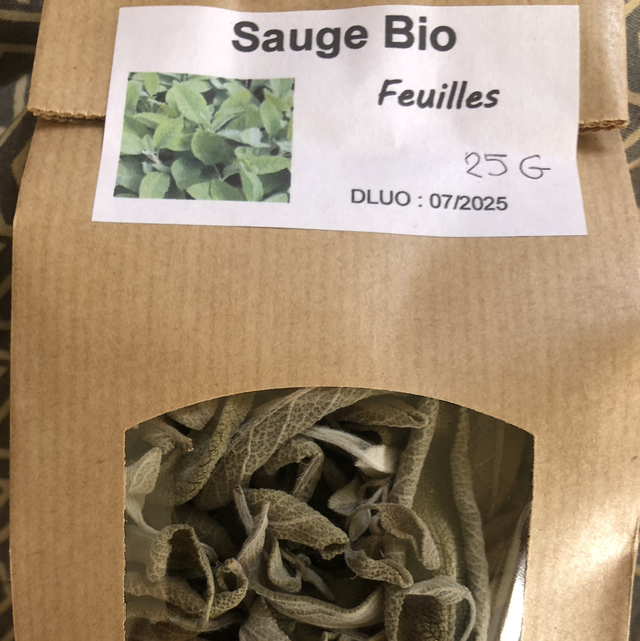 Sauge Bio
Feuilles
25 G
DLUO : 07/2025